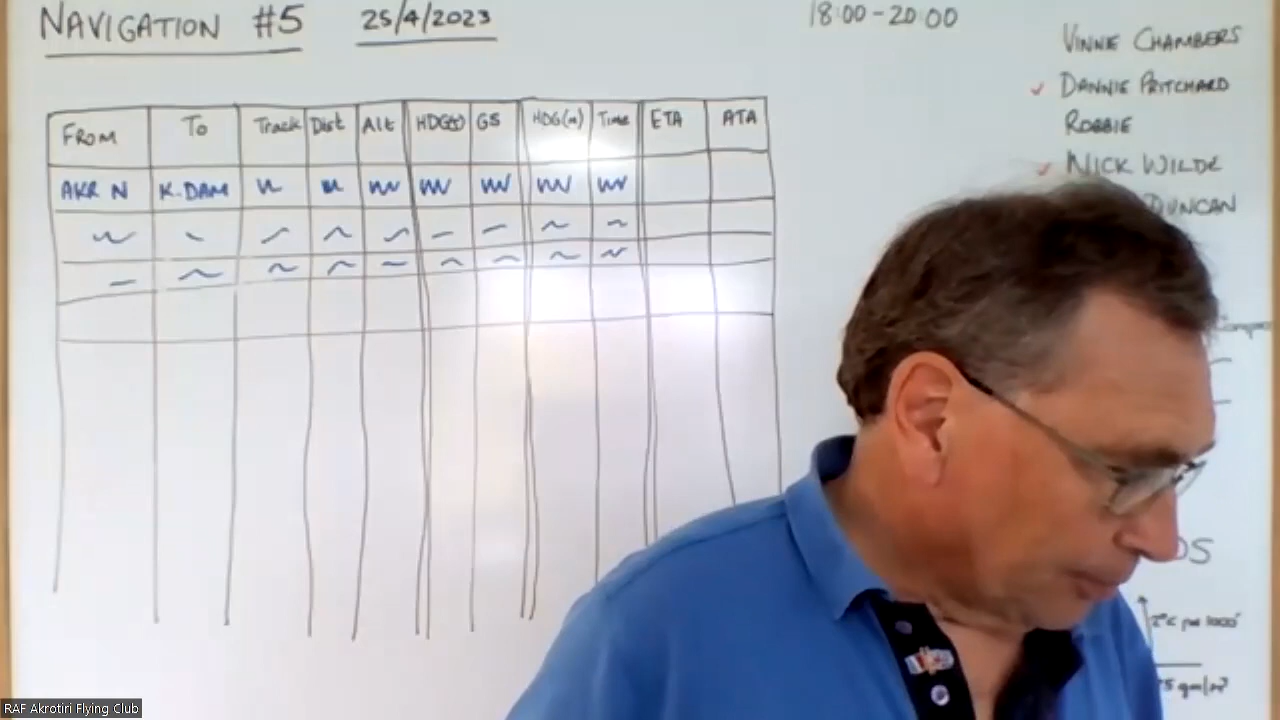 NAVIGATION #5 25/4/2023 18:00-20:00
VINNIE CHAMBERS
DANNIE PRITCHARD
ROBBIE
NICK WILDE
DUNCAN
FROM To Track Dist Alt HDG(T) GS HDG(M) Time ETA ATA
AKR N K.DAM
2°C per 1000'
RAF Akrotiri Flying Club